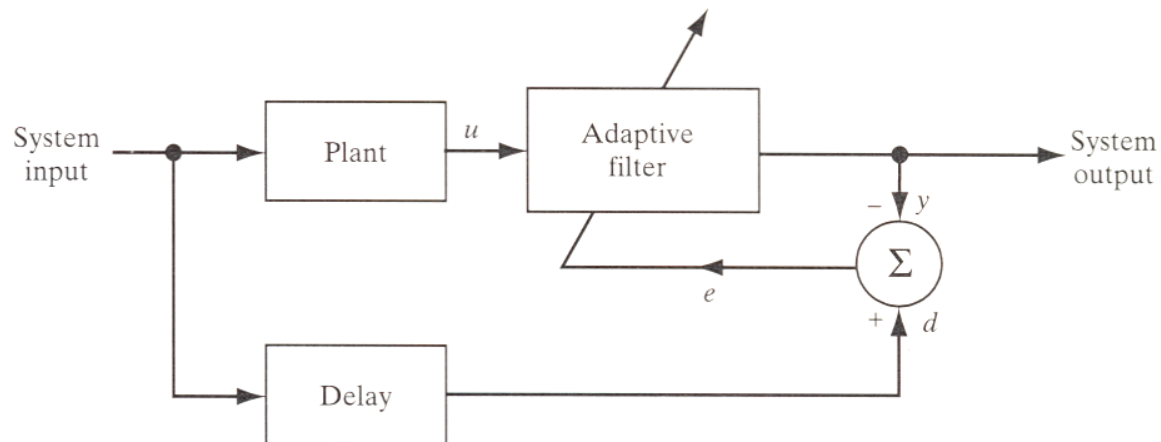 System
input
Plant
u
Adaptive
filter
System
output
− y
Σ
e
+ d
Delay